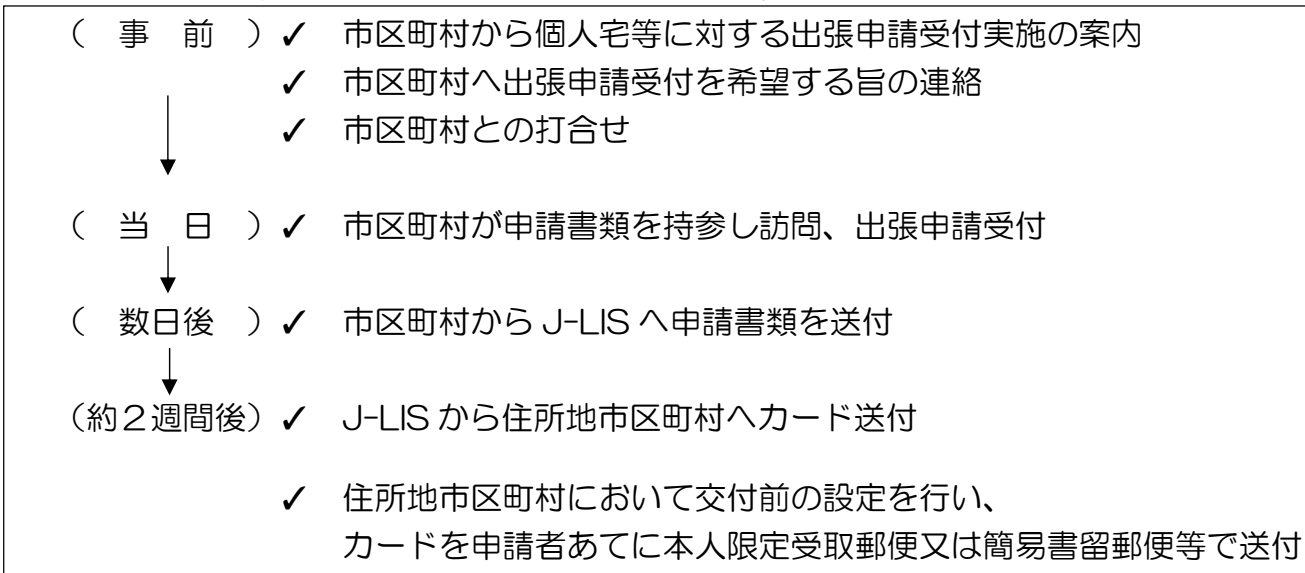 （　事　前　）✓　市区町村から個人宅等に対する出張申請受付実施の案内
✓　市区町村へ出張申請受付を希望する旨の連絡
✓　市区町村との打合せ
（　当　日　）✓　市区町村が申請書類を持参し訪問、出張申請受付
（　数日後　）✓　市区町村から J-LIS へ申請書類を送付
（約２週間後）✓　J-LIS から住所地市区町村へカード送付
✓　住所地市区町村において交付前の設定を行い、
カードを申請者あてに本人限定受取郵便又は簡易書留郵便等で送付